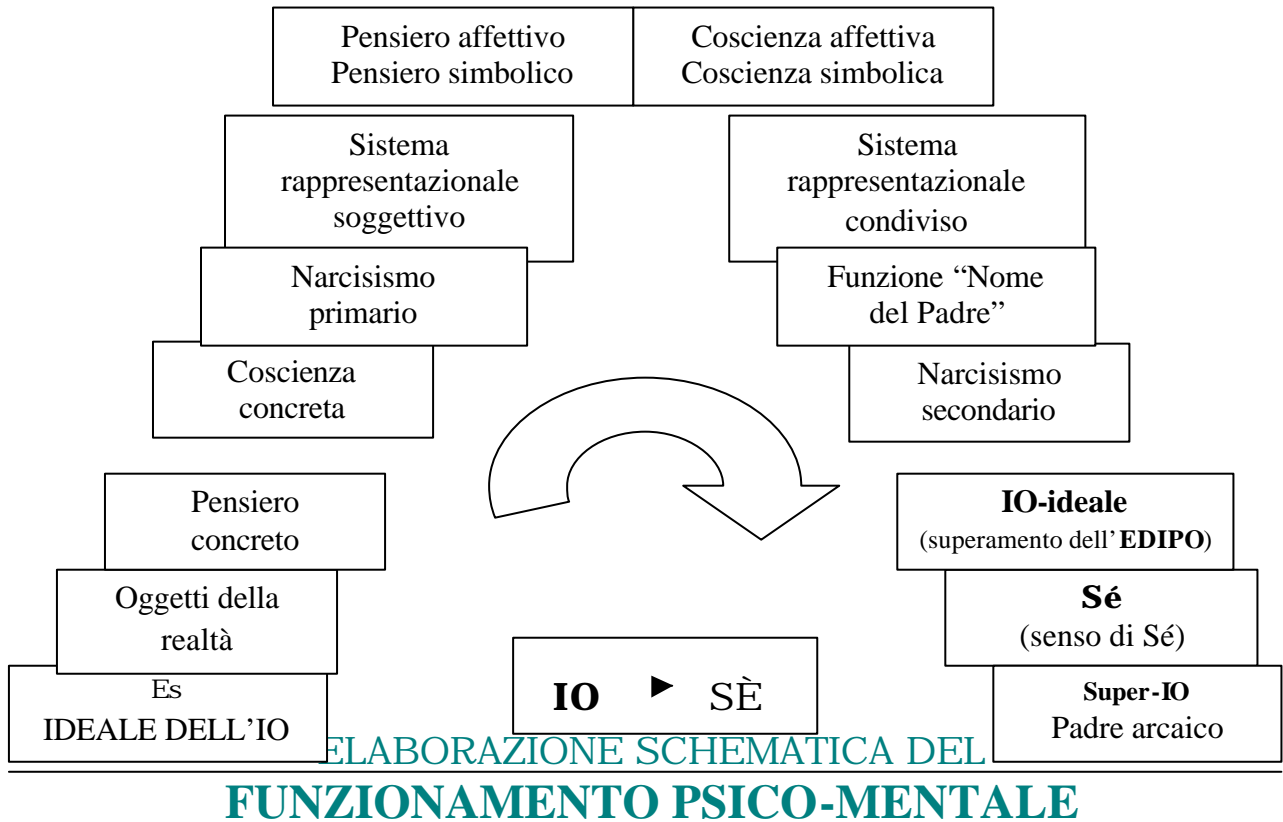 Pensiero affettivo
Pensiero simbolico
Coscienza affettiva
Coscienza simbolica
Sistema
rappresentazionale
soggettivo
Sistema
rappresentazionale
condiviso
Narcisismo
primario
Funzione “Nome
del Padre”
Coscienza
concreta
Narcisismo
secondario
Pensiero
concreto
IO-ideale
(superamento dell’EDIPO)
Oggetti della
realtà
Sé
(senso di Sé)
Es
IDEALE DELL’IO
IO ► SÈ
Super-IO
Padre arcaico
ELABORAZIONE SCHEMATICA DEL
FUNZIONAMENTO PSICO-MENTALE